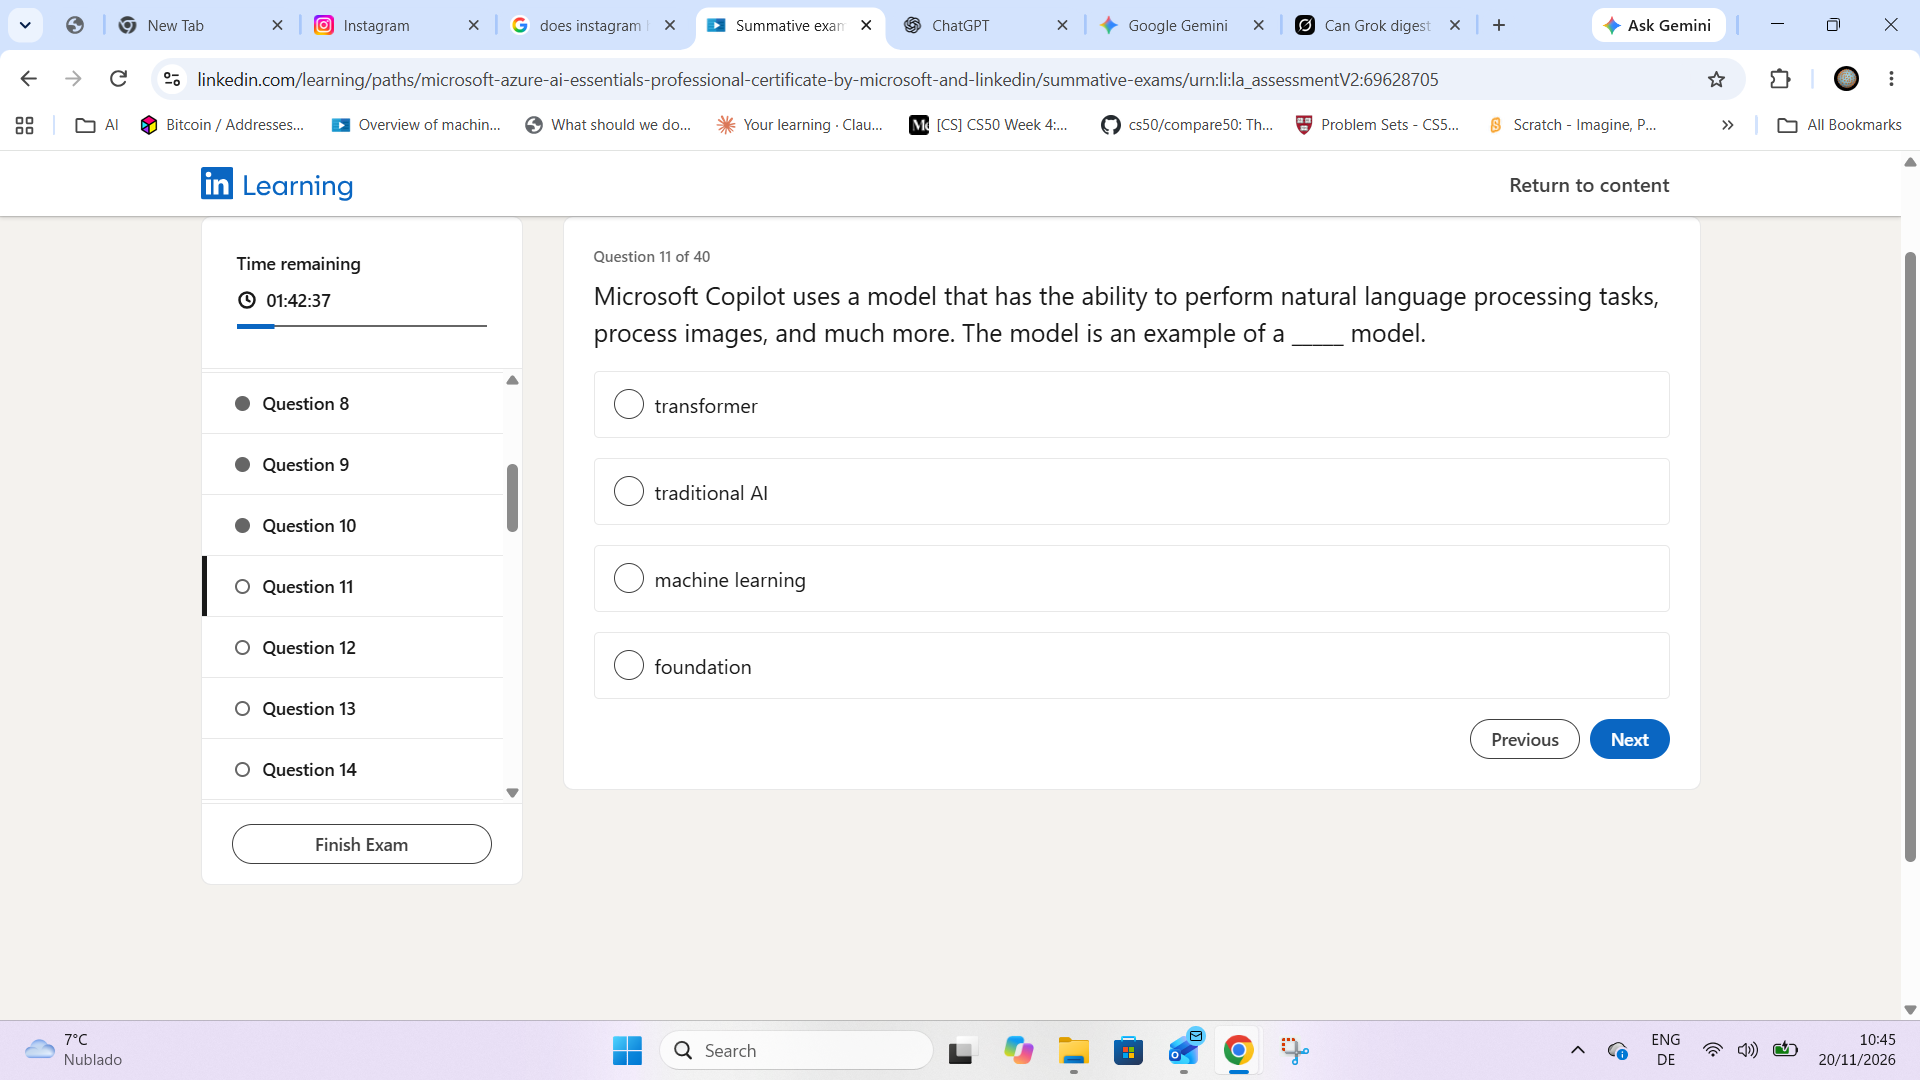 New Tab
Instagram
does instagram
Summative exam
ChatGPT
Google Gemini
Can Grok digest
Ask Gemini
linkedin.com/learning/paths/microsoft-azure-ai-essentials-professional-certificate-by-microsoft-and-linkedin/summative-exams/urn:li:la_assessmentV2:69628705
AI
Bitcoin / Addresses...
Overview of machin...
What should we do...
Your learning · Clau...
[CS] CS50 Week 4:...
cs50/compare50: Th...
Problem Sets - CS5...
Scratch - Imagine, P...
All Bookmarks
in Learning
Return to content
Time remaining
01:42:37
Question 8
Question 9
Question 10
Question 11
Question 12
Question 13
Question 14
Finish Exam
Question 11 of 40
Microsoft Copilot uses a model that has the ability to perform natural language processing tasks,
process images, and much more. The model is an example of a _____ model.
transformer
traditional AI
machine learning
foundation
Previous
Next
7°C
Nublado
Search
ENG
DE
10:45
20/11/2026